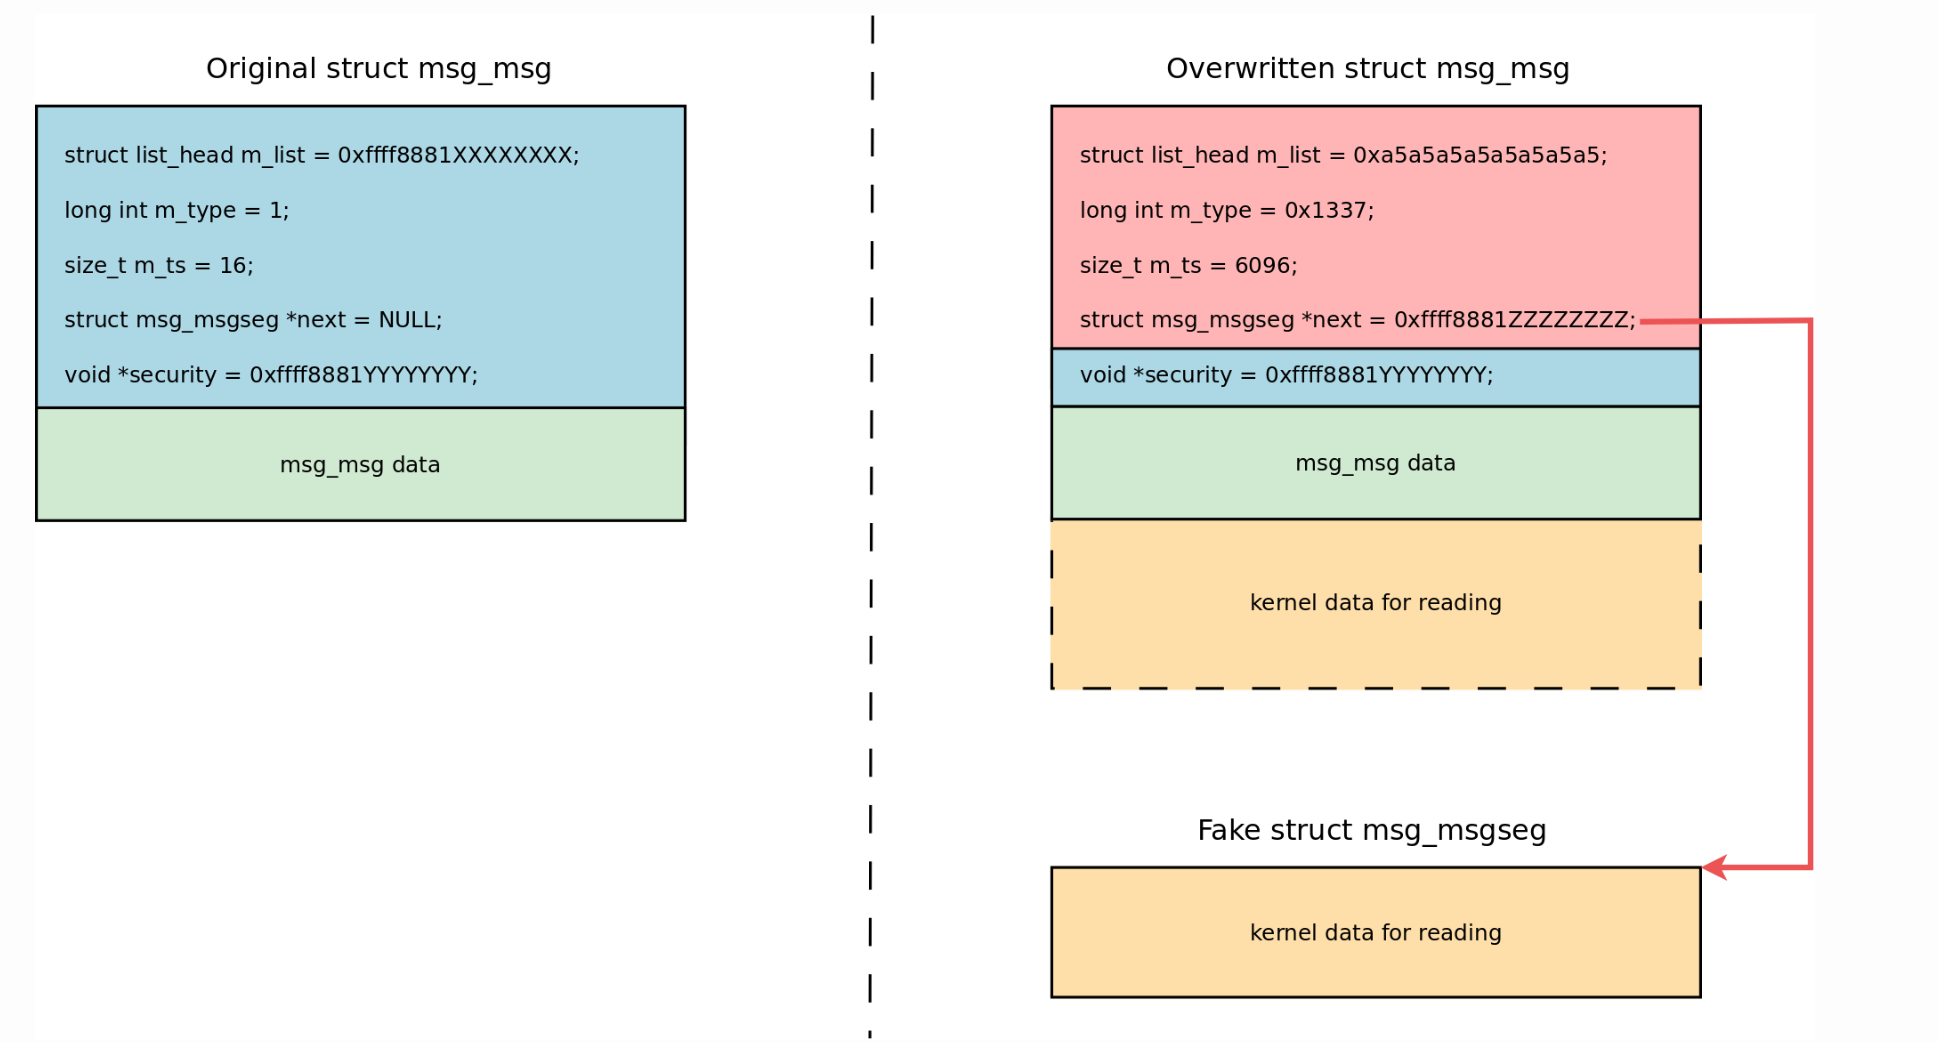 Original struct msg_msg
struct list_head m_list = 0xffff8881XXXXXXXX;
long int m_type = 1;
size_t m_ts = 16;
struct msg_msgseg *next = NULL;
void *security = 0xffff8881YYYYYYYY;
msg_msg data
Overwritten struct msg_msg
struct list_head m_list = 0xa5a5a5a5a5a5a5a5;
long int m_type = 0x1337;
size_t m_ts = 6096;
struct msg_msgseg *next = 0xffff8881ZZZZZZZZ;
void *security = 0xffff8881YYYYYYYY;
msg_msg data
kernel data for reading
Fake struct msg_msgseg
kernel data for reading